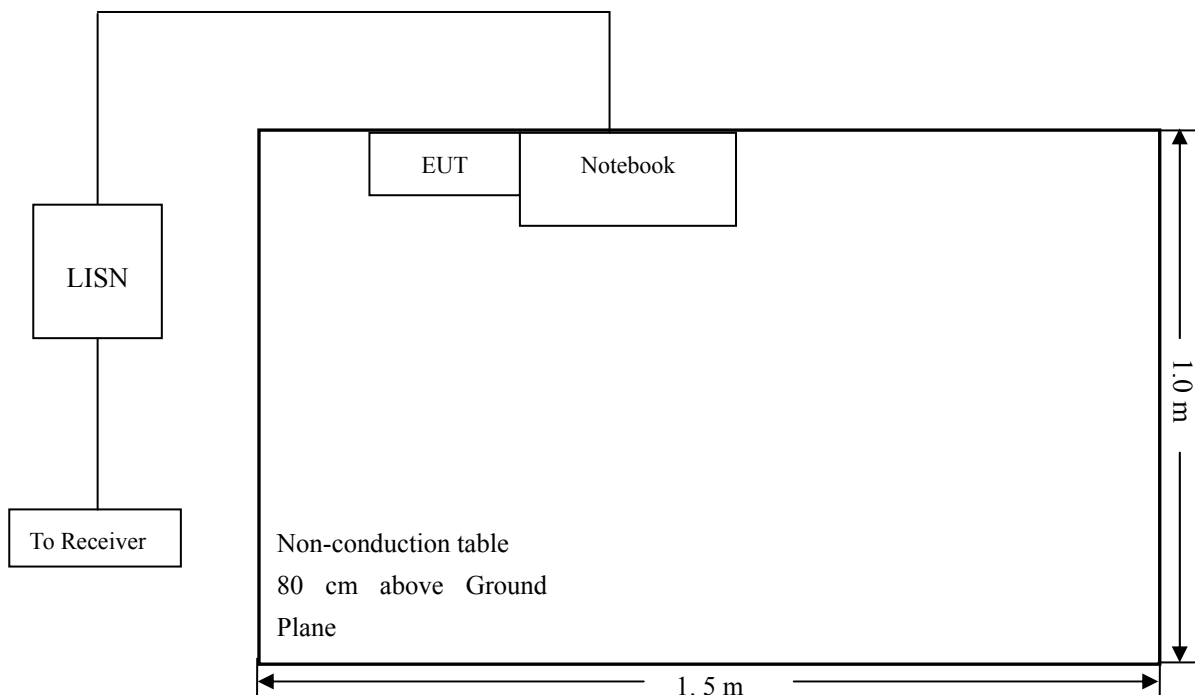 EUT
Notebook
LISN
1.0 m
To Receiver
Non-conduction table
80 cm above Ground
Plane
1. 5 m